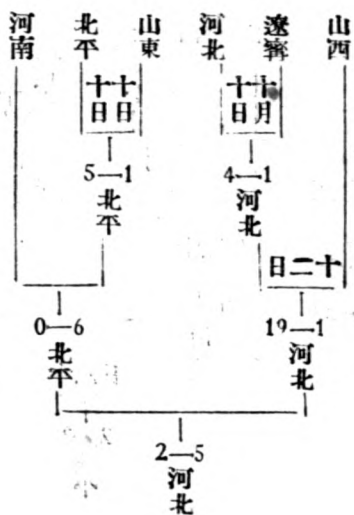 山西
遼寧
河北
山東
北平
河南
十月
十日
十日
十日
4—1
河北
5—1
北平
十二日
19—1
河北
0—6
北平
2—5
河北